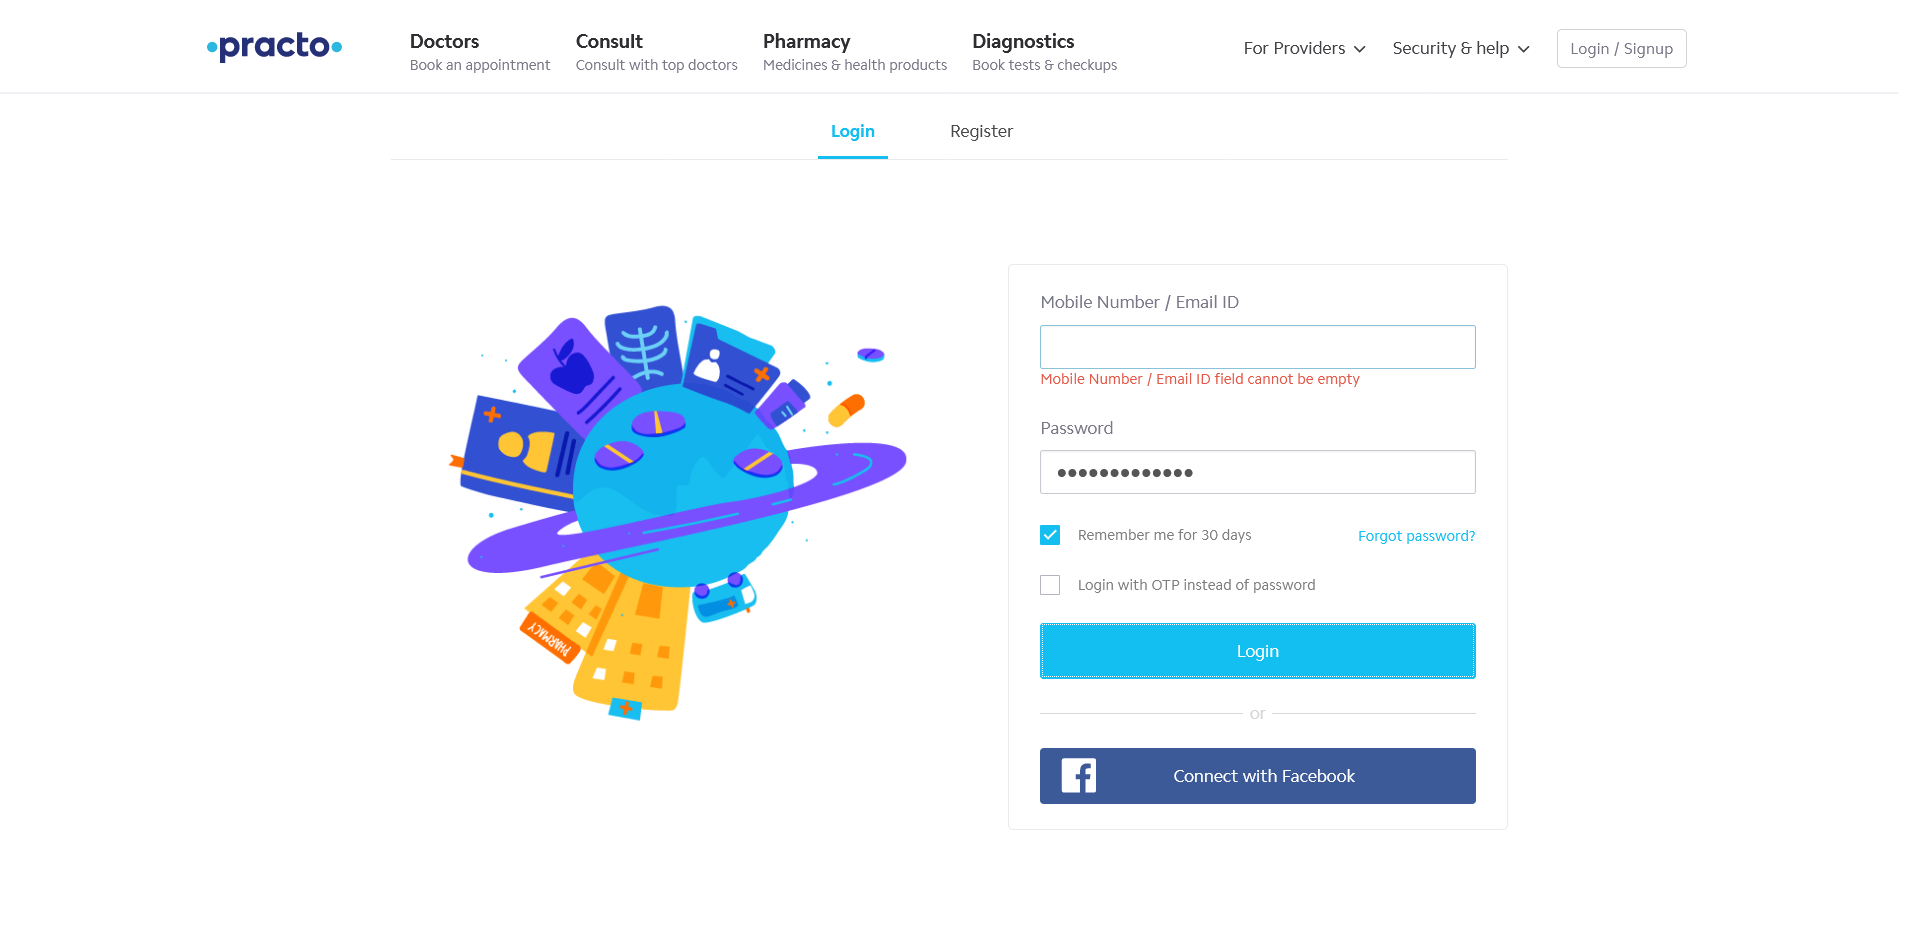 practo
Doctors
Book an appointment
Consult
Consult with top doctors
Pharmacy
Medicines & health products
Diagnostics
Book tests & checkups
For Providers
Security & help
Login / Signup
Login
Register
Mobile Number / Email ID
Mobile Number / Email ID field cannot be empty
Password
Remember me for 30 days
Forgot password?
Login with OTP instead of password
Login
or
Connect with Facebook
PHARMACY